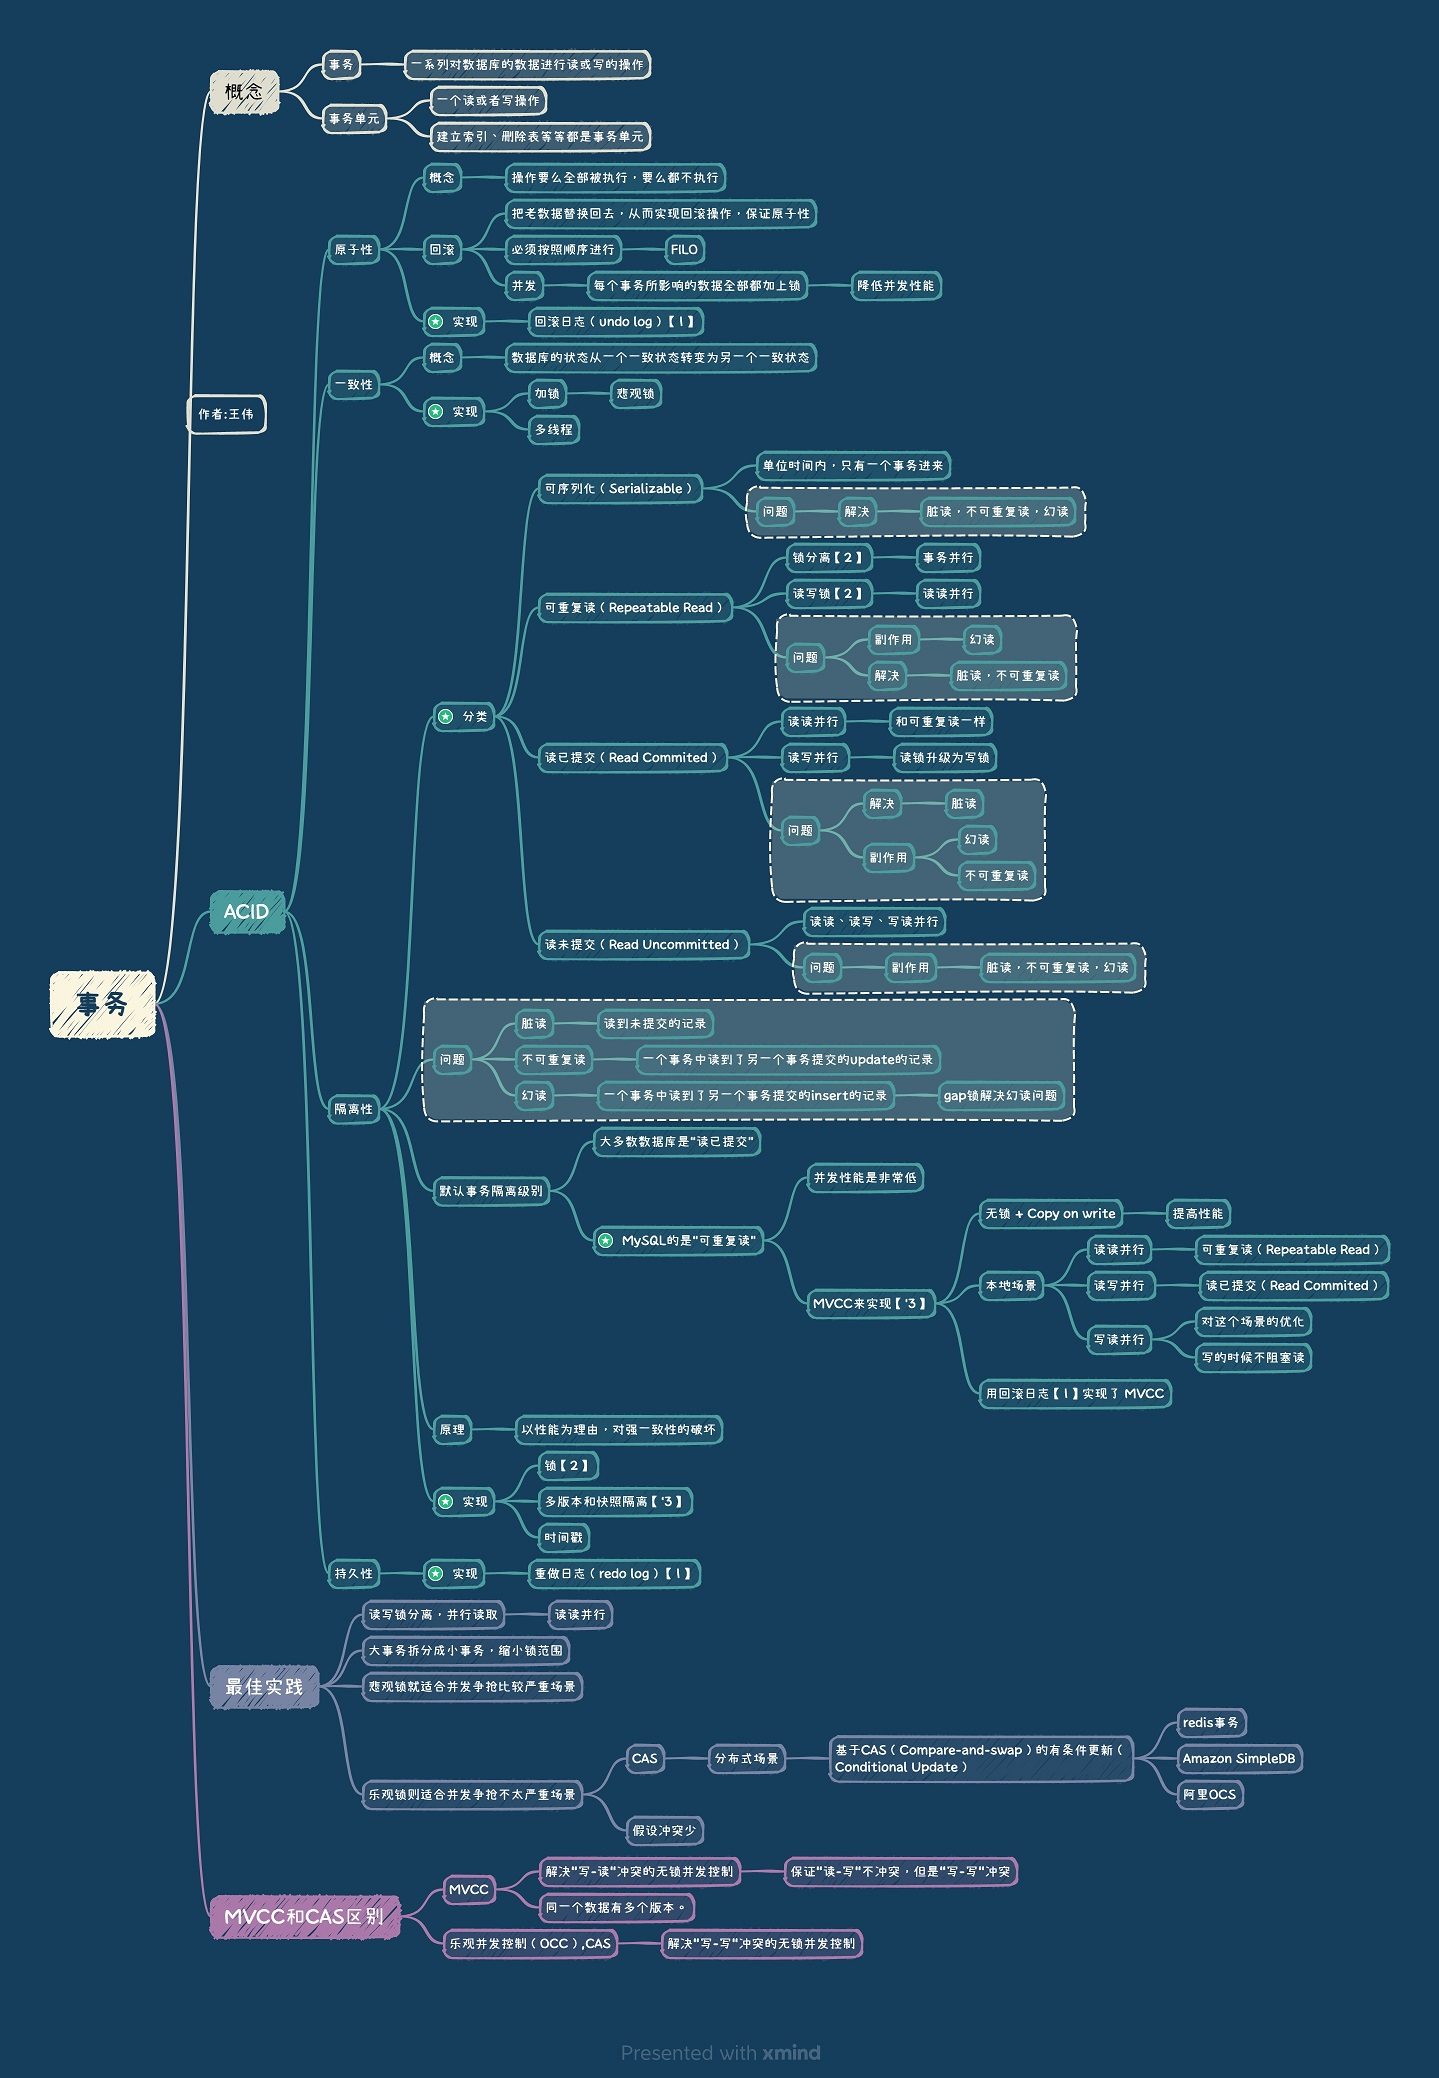 概念
事务
一系列对数据库的数据进行读或写的操作
事务单元
一个读或者写操作
建立索引、删除表等等都是事务单元
作者:王伟
事务
ACID
原子性
概念
操作要么全部被执行，要么都不执行
回滚
把老数据替换回去，从而实现回滚操作，保证原子性
必须按照顺序进行
FILO
并发
每个事务所影响的数据全部都加上锁
降低并发性能
实现
回滚日志（undo log）【1】
一致性
概念
数据库的状态从一个一致状态转变为另一个一致状态
实现
加锁
悲观锁
多线程
隔离性
分类
可序列化（Serializable）
单位时间内，只有一个事务进来
问题
解决
脏读，不可重复读，幻读
可重复读（Repeatable Read）
锁分离【2】
事务并行
读写锁【2】
读读并行
问题
副作用
幻读
解决
脏读，不可重复读
读已提交（Read Commited）
读读并行
和可重复读一样
读写并行
读锁升级为写锁
问题
解决
脏读
副作用
幻读
不可重复读
读未提交（Read Uncommitted）
读读、读写、写读并行
问题
副作用
脏读，不可重复读，幻读
问题
脏读
读到未提交的记录
不可重复读
一个事务中读到了另一个事务提交的update的记录
幻读
一个事务中读到了另一个事务提交的insert的记录
gap锁解决幻读问题
默认事务隔离级别
大多数数据库是"读已提交"
MySQL的是"可重复读"
并发性能是非常低
MVCC来实现【‘3】
无锁 + Copy on write
提高性能
本地场景
读读并行
可重复读（Repeatable Read）
读写并行
读已提交（Read Commited）
写读并行
对这个场景的优化
写的时候不阻塞读
用回滚日志【1】实现了 MVCC
原理
以性能为理由，对强一致性的破坏
实现
锁【2】
多版本和快照隔离【‘3】
时间戳
持久性
实现
重做日志（redo log）【1】
最佳实践
读写锁分离，并行读取
读读并行
大事务拆分成小事务，缩小锁范围
悲观锁就适合并发争抢比较严重场景
乐观锁则适合并发争抢不太严重场景
CAS
分布式场景
基于CAS（Compare-and-swap）的有条件更新（
Conditional Update）
redis事务
Amazon SimpleDB
阿里OCS
假设冲突少
MVCC和CAS区别
MVCC
解决"写-读"冲突的无锁并发控制
保证"读-写"不冲突，但是"写-写"冲突
同一个数据有多个版本。
乐观并发控制（OCC）,CAS
解决"写-写"冲突的无锁并发控制
Presented with xmind